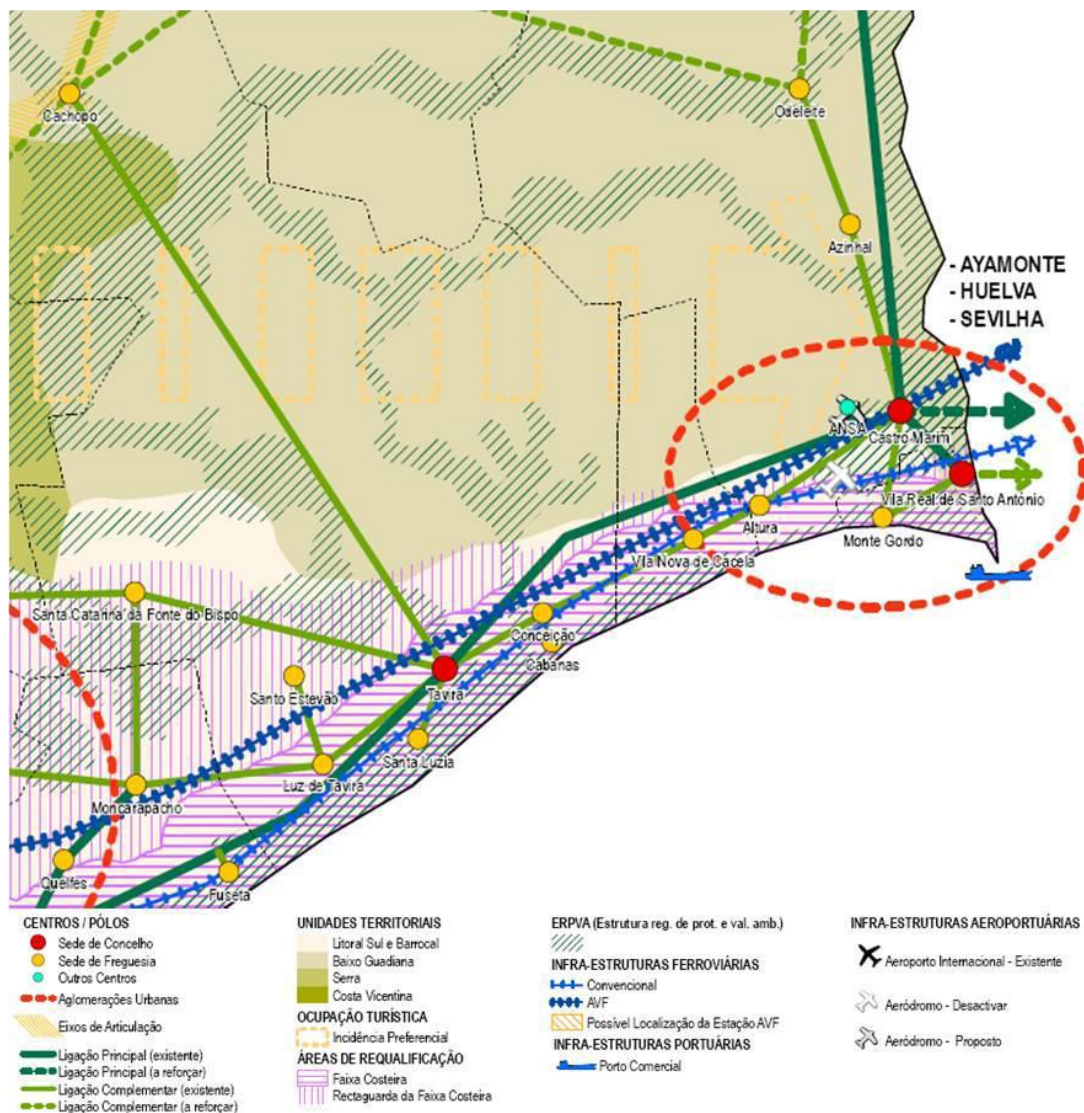 Cachopo
Odeleite
Azinhal
- AYAMONTE
- HUELVA
- SEVILHA
ANSA
Castro Marim
Vila Real de Santo António
Altura
Monte Gordo
Vila Nova de Cacela
Santa Catarina da Fonte do Bispo
Conceição
Cabanas
Tavira
Santo Estevão
Santa Luzia
Luz de Tavira
Moncarapacho
Quelfes
Fuseta
CENTROS / PÓLOS
Sede de Concelho
Sede de Freguesia
Outros Centros
Aglomerações Urbanas
Eixos de Articulação
Ligação Principal (existente)
Ligação Principal (a reforçar)
Ligação Complementar (existente)
Ligação Complementar (a reforçar)
UNIDADES TERRITORIAIS
Litoral Sul e Barrocal
Baixo Guadiana
Serra
Costa Vicentina
OCUPAÇÃO TURÍSTICA
Incidência Preferencial
ÁREAS DE REQUALIFICAÇÃO
Faixa Costeira
Rectaguarda da Faixa Costeira
ERPVA (Estrutura reg. de prot. e val. amb.)
INFRA-ESTRUTURAS FERROVIÁRIAS
Convencional
AVF
Possível Localização da Estação AVF
INFRA-ESTRUTURAS PORTUÁRIAS
Porto Comercial
INFRA-ESTRUTURAS AEROPORTUÁRIAS
Aeroporto Internacional - Existente
Aeródromo - Desactivar
Aeródromo - Proposto